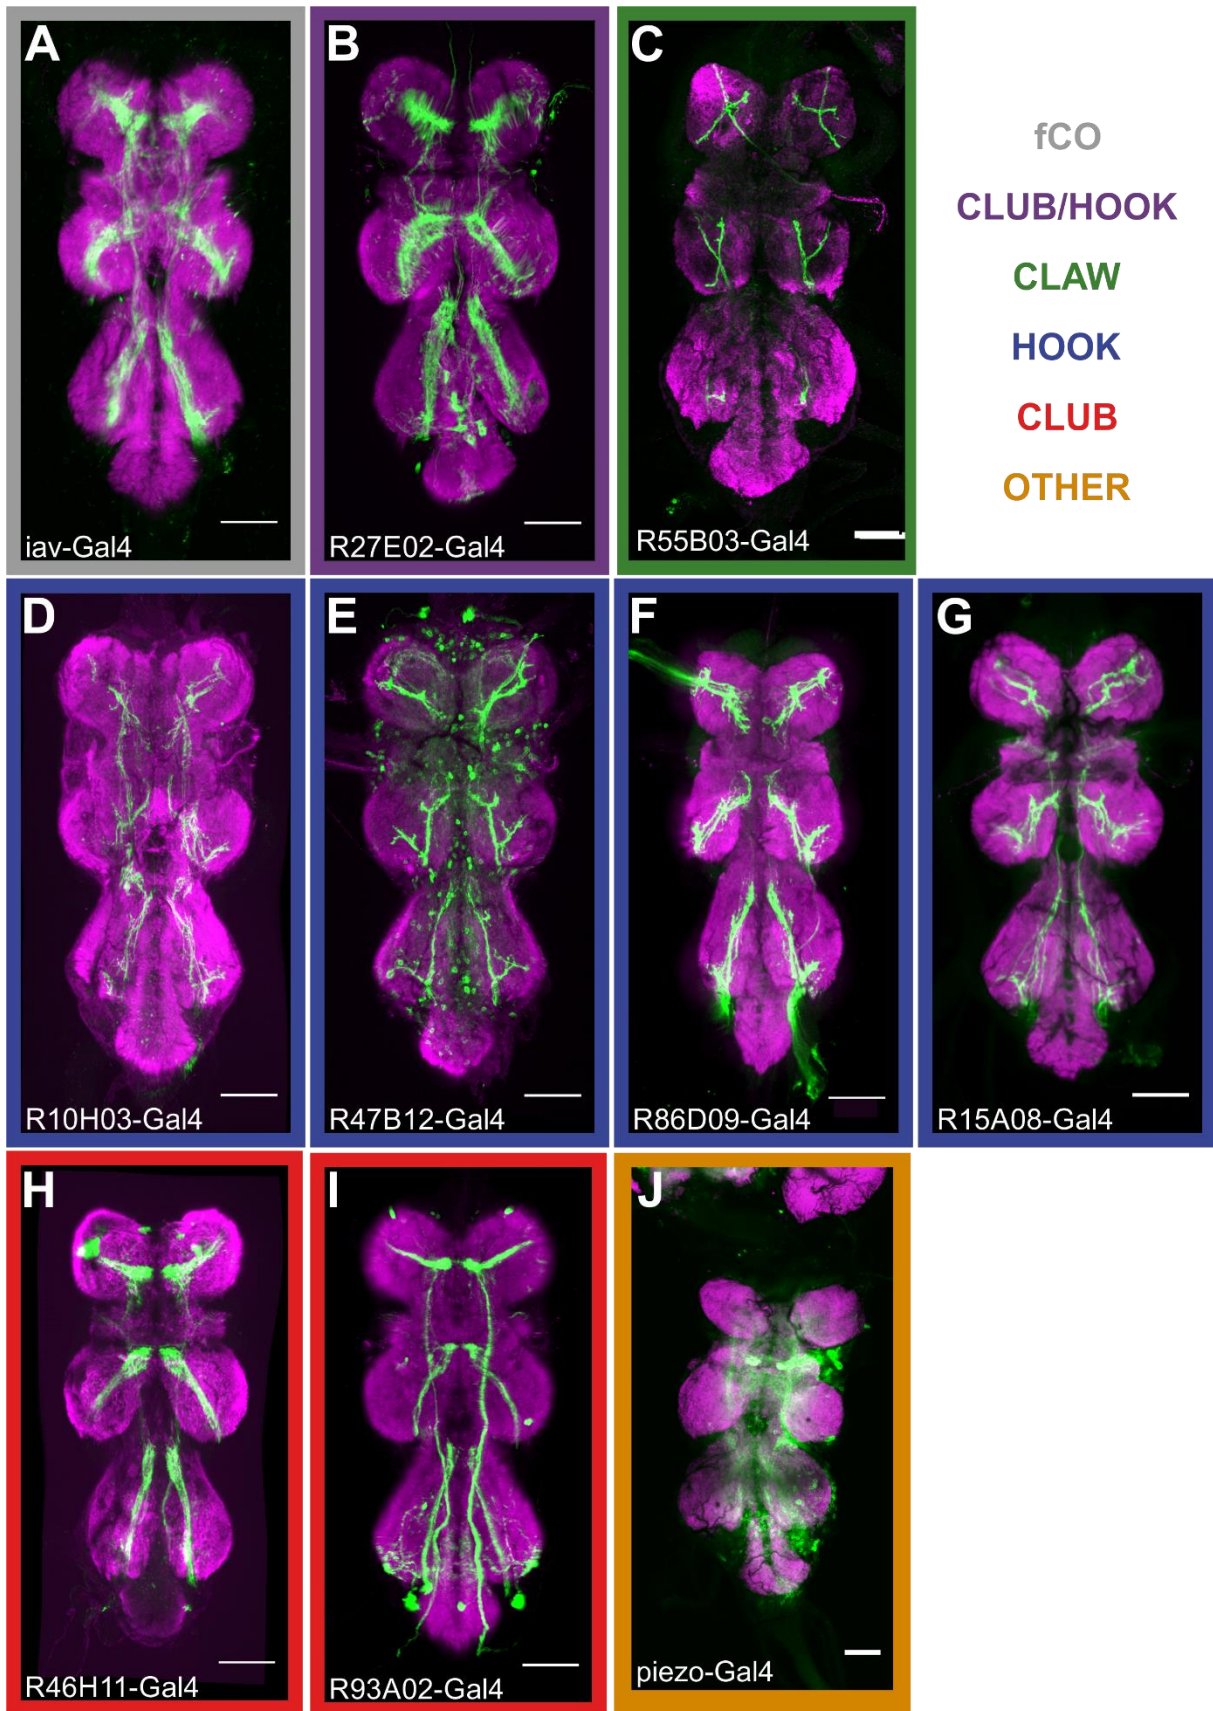 A
B
C
fCO
CLUB/HOOK
CLAW
HOOK
CLUB
OTHER
iav-Gal4
R27E02-Gal4
R55B03-Gal4
D
E
F
G
R10H03-Gal4
R47B12-Gal4
R86D09-Gal4
R15A08-Gal4
H
I
J
R46H11-Gal4
R93A02-Gal4
piezo-Gal4